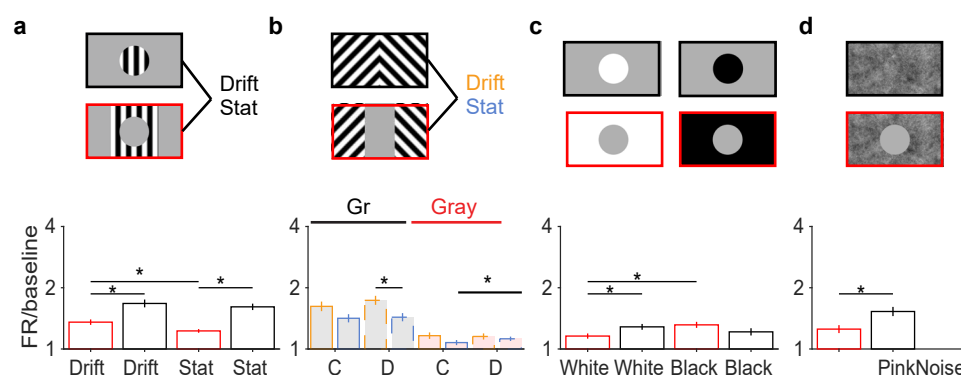 a
b
c
d
Drift
Stat
Drift
Stat
Gr
Gray
FR/baseline
4
2
1
*
*
*
Drift
Drift
Stat
Stat
4
2
1
*
*
C
D
C
D
4
2
1
*
*
White
White
Black
Black
4
2
1
*
PinkNoise